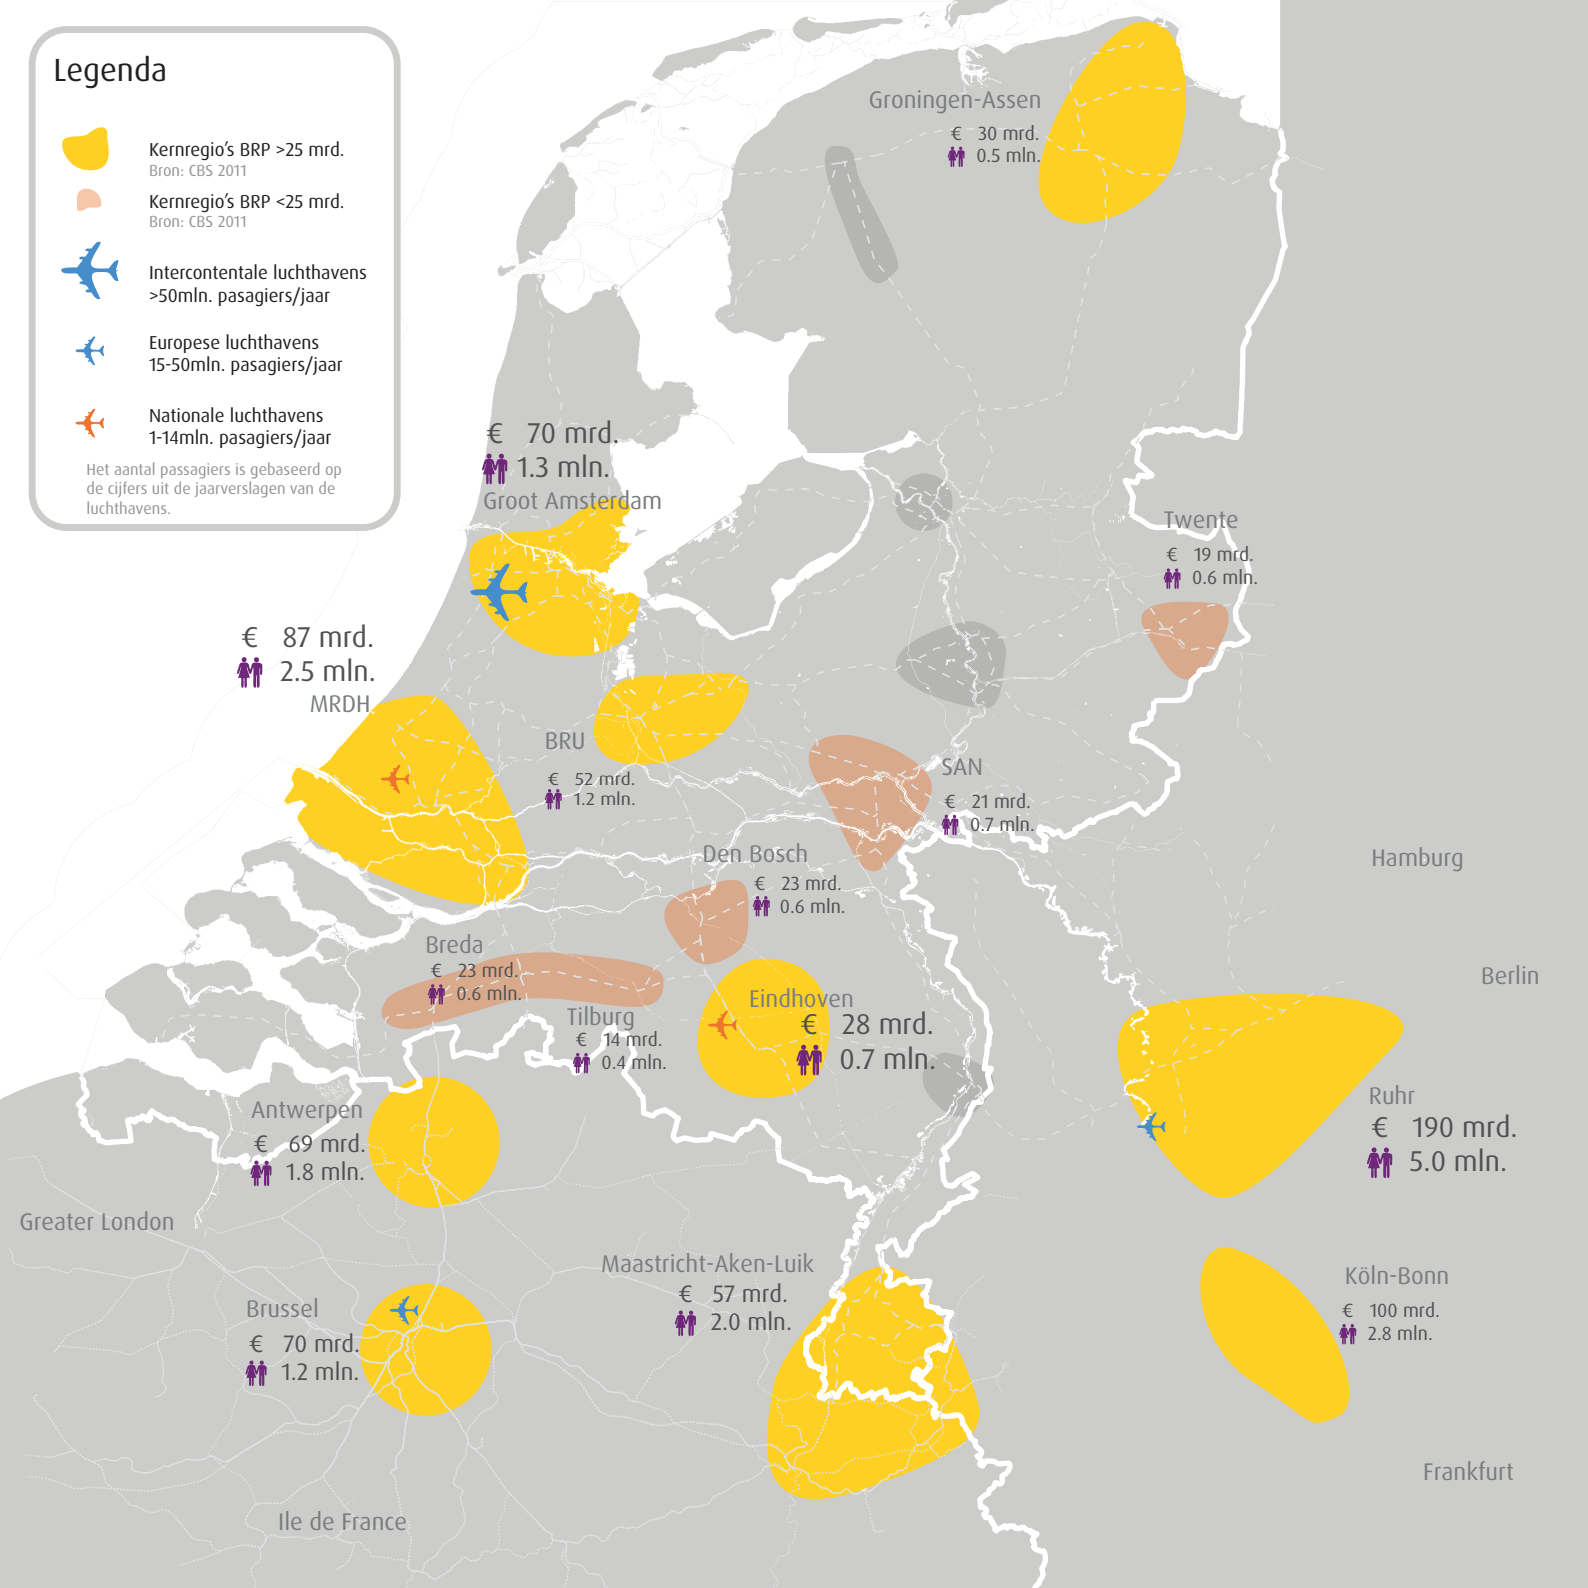 Legenda
Kernregio's BRP >25 mrd.
Bron: CBS 2011
Kernregio's BRP <25 mrd.
Bron: CBS 2011
Intercontentale luchthavens
>50mln. pasagiers/jaar
Europese luchthavens
15-50mln. pasagiers/jaar
Nationale luchthavens
1-14mln. pasagiers/jaar
Het aantal passagiers is gebaseerd op
de cijfers uit de jaarverslagen van de
luchthavens.
Groningen-Assen
€ 30 mrd.
0.5 mln.
€ 70 mrd.
1.3 mln.
Groot Amsterdam
Twente
€ 19 mrd.
0.6 mln.
€ 87 mrd.
2.5 mln.
MRDH
BRU
€ 52 mrd.
1.2 mln.
SAN
€ 21 mrd.
0.7 mln.
Den Bosch
€ 23 mrd.
0.6 mln.
Hamburg
Breda
€ 23 mrd.
0.6 mln.
Berlin
Tilburg
€ 14 mrd.
0.4 mln.
Eindhoven
€ 28 mrd.
0.7 mln.
Antwerpen
€ 69 mrd.
1.8 mln.
Ruhr
€ 190 mrd.
5.0 mln.
Greater London
Maastricht-Aken-Luik
€ 57 mrd.
2.0 mln.
Köln-Bonn
€ 100 mrd.
2.8 mln.
Brussel
€ 70 mrd.
1.2 mln.
Frankfurt
Ile de France